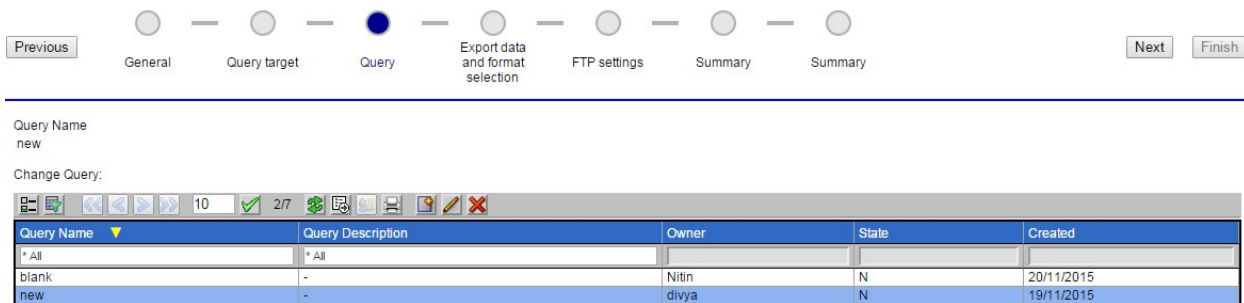 Previous
General
Query target
Query
Export data
and format
selection
FTP settings
Summary
Summary
Next
Finish
Query Name
new
Change Query:
10 2/7
Query Name Query Description Owner State Created
* All * All
blank - Nitin N 20/11/2015
new - divya N 19/11/2015